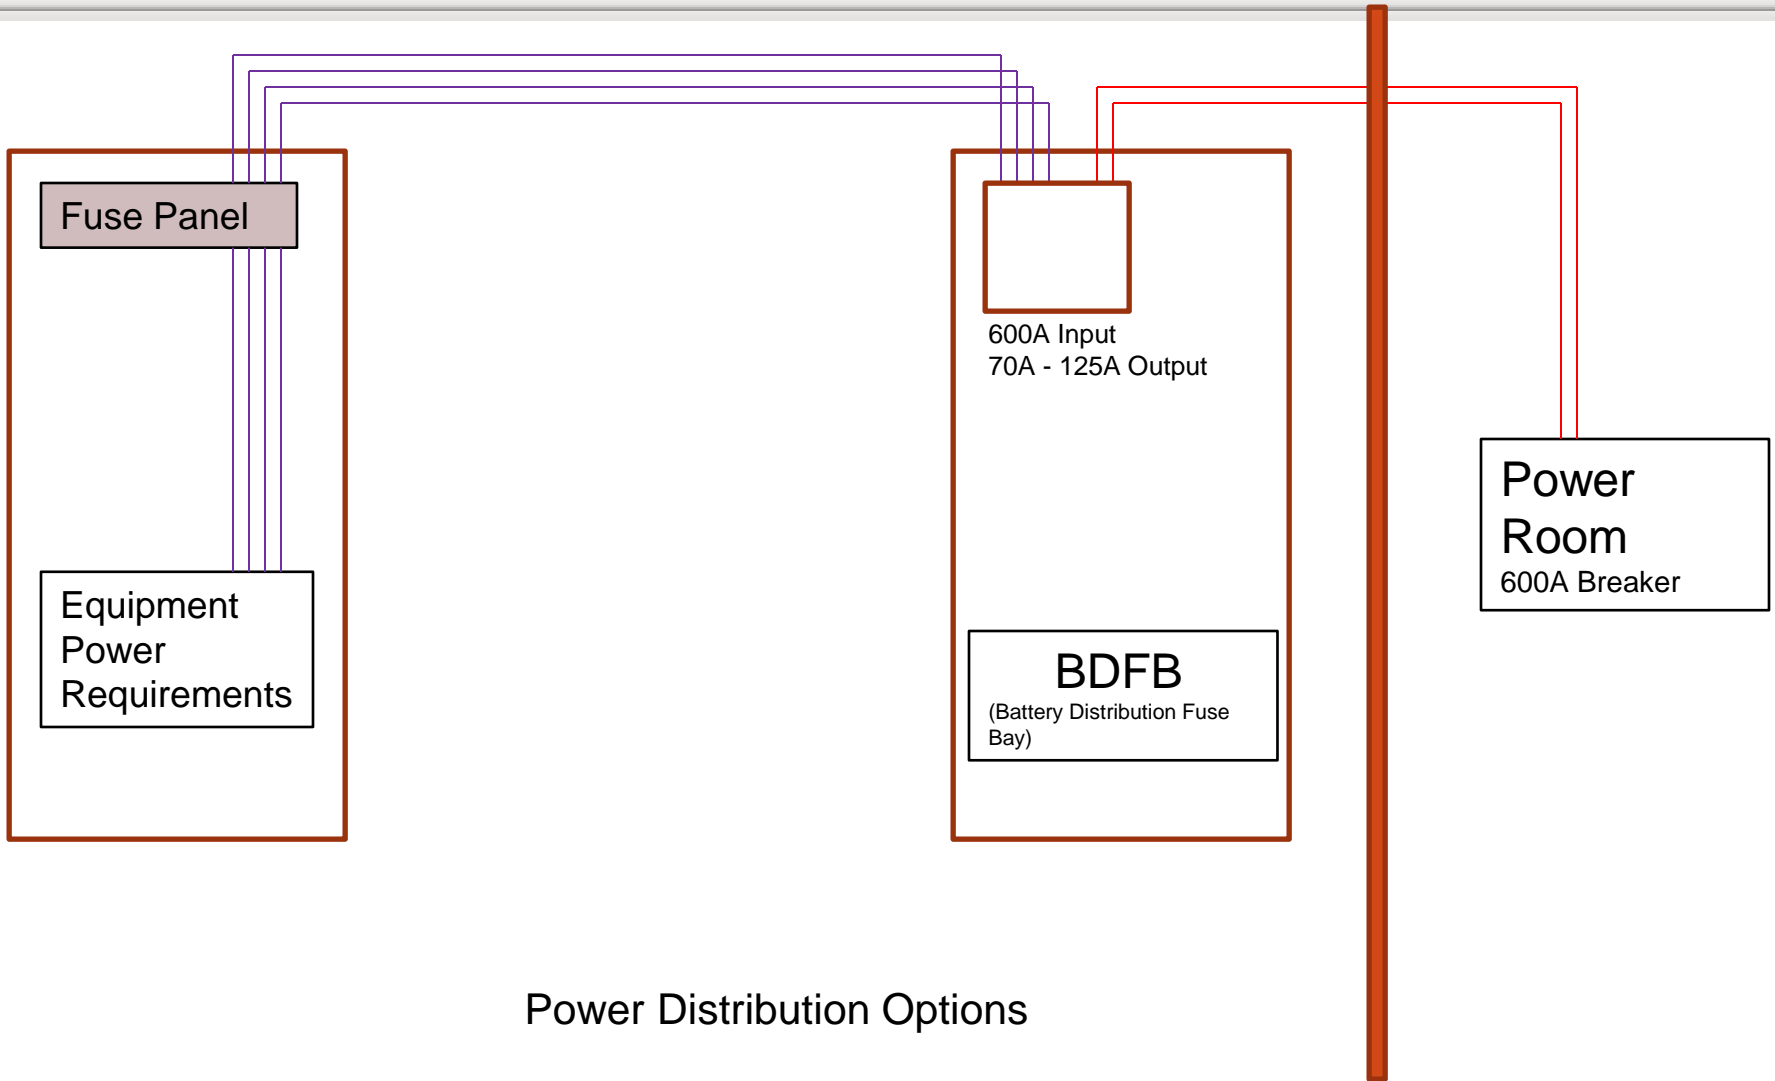 Fuse Panel
600A Input
70A - 125A Output
Power
Room
600A Breaker
Equipment
Power
Requirements
BDFB
(Battery Distribution Fuse
Bay)
Power Distribution Options